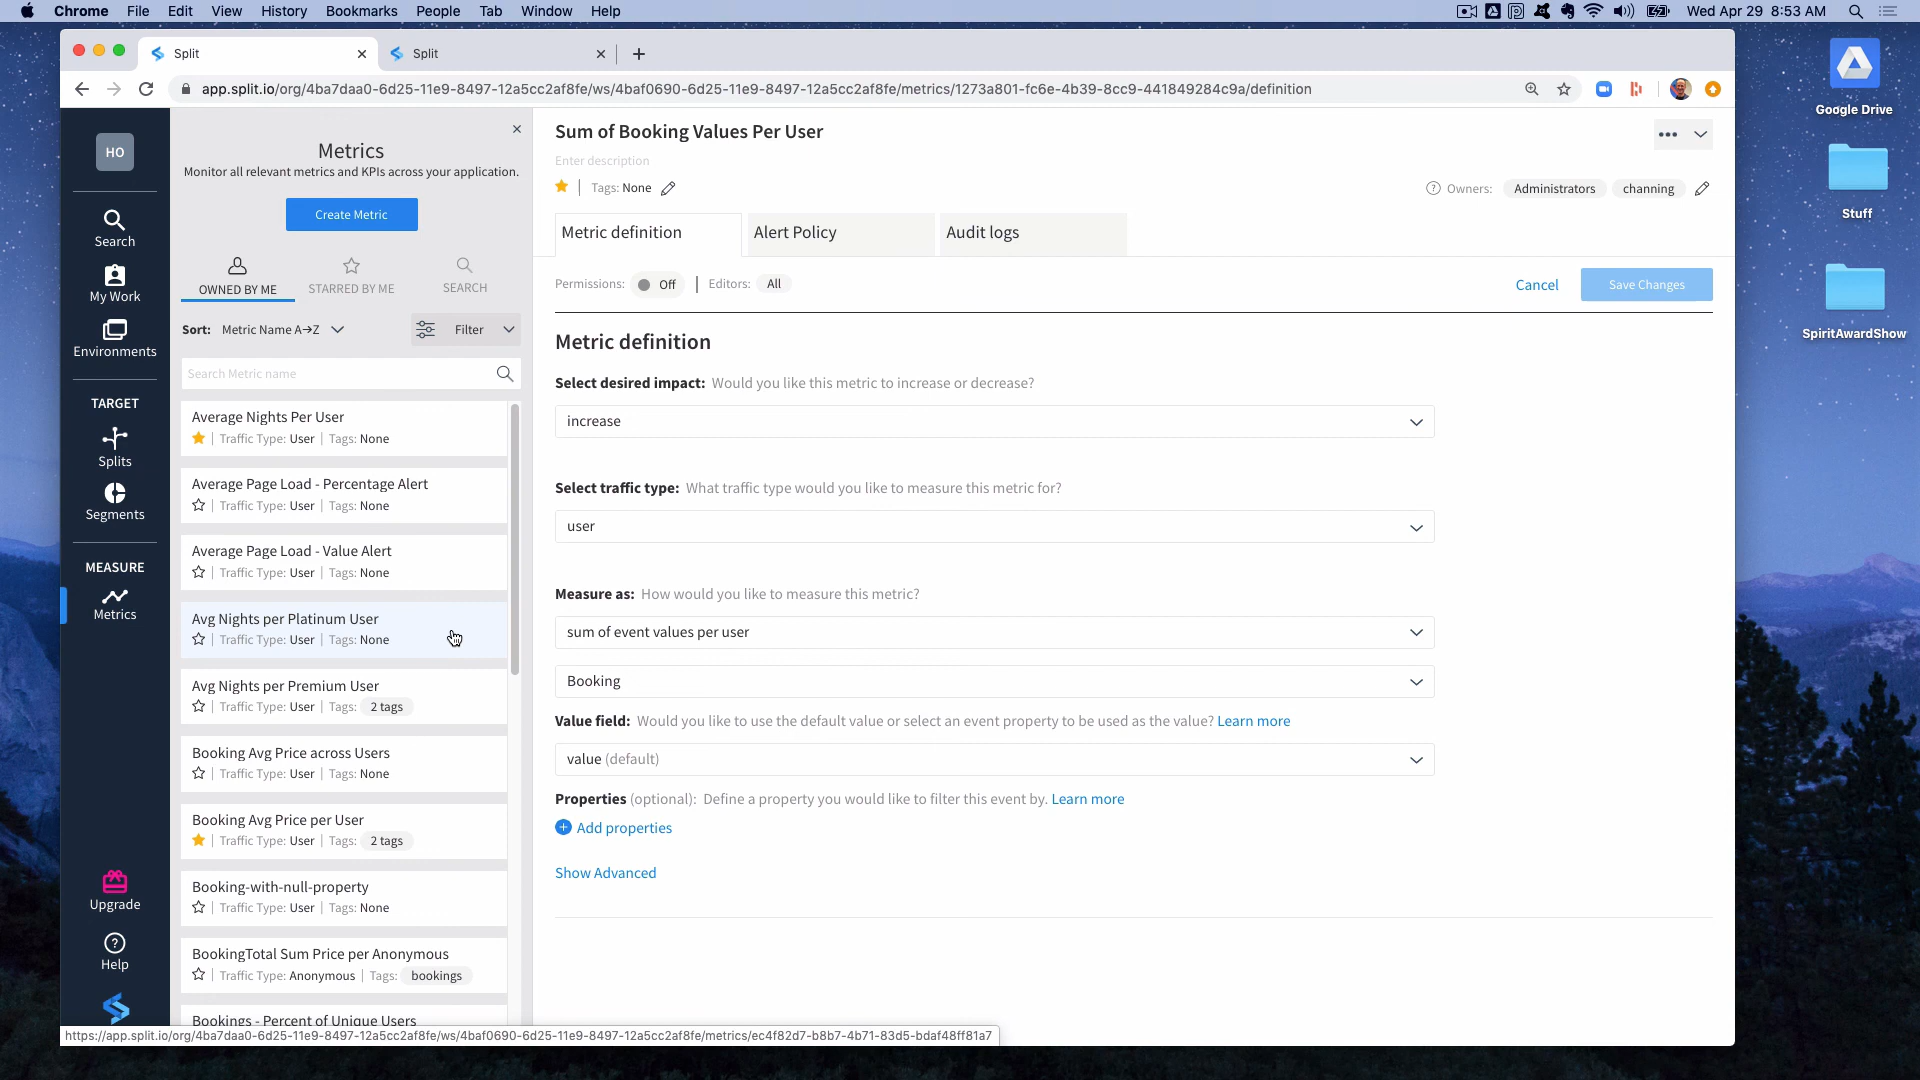 Chrome File Edit View History Bookmarks People Tab Window Help
Wed Apr 29 8:53 AM
Split
Split
app.split.io/org/4ba7daa0-6d25-11e9-8497-12a5cc2af8fe/ws/4baf0690-6d25-11e9-8497-12a5cc2af8fe/metrics/1273a801-fc6e-4b39-8cc9-441849284c9a/definition
Google Drive
Stuff
SpiritAwardShow
HO
Search
My Work
Environments
TARGET
Splits
Segments
MEASURE
Metrics
Upgrade
Help
Metrics
Monitor all relevant metrics and KPIs across your application.
Create Metric
OWNED BY ME
STARRED BY ME
SEARCH
Sort: Metric Name A→Z
Filter
Search Metric name
Average Nights Per User
Traffic Type: User | Tags: None
Average Page Load - Percentage Alert
Traffic Type: User | Tags: None
Average Page Load - Value Alert
Traffic Type: User | Tags: None
Avg Nights per Platinum User
Traffic Type: User | Tags: None
Avg Nights per Premium User
Traffic Type: User | Tags: 2 tags
Booking Avg Price across Users
Traffic Type: User | Tags: None
Booking Avg Price per User
Traffic Type: User | Tags: 2 tags
Booking-with-null-property
Traffic Type: User | Tags: None
BookingTotal Sum Price per Anonymous
Traffic Type: Anonymous | Tags: bookings
Bookings - Percent of Unique Users
Sum of Booking Values Per User
Enter description
Tags: None
Owners: Administrators channing
Metric definition
Alert Policy
Audit logs
Permissions: Off | Editors: All
Cancel
Save Changes
Metric definition
Select desired impact: Would you like this metric to increase or decrease?
increase
Select traffic type: What traffic type would you like to measure this metric for?
user
Measure as: How would you like to measure this metric?
sum of event values per user
Booking
Value field: Would you like to use the default value or select an event property to be used as the value? Learn more
value (default)
Properties (optional): Define a property you would like to filter this event by. Learn more
Add properties
Show Advanced
https://app.split.io/org/4ba7daa0-6d25-11e9-8497-12a5cc2af8fe/ws/4baf0690-6d25-11e9-8497-12a5cc2af8fe/metrics/ec4f82d7-b8b7-4b71-83d5-bdaf48ff81a7